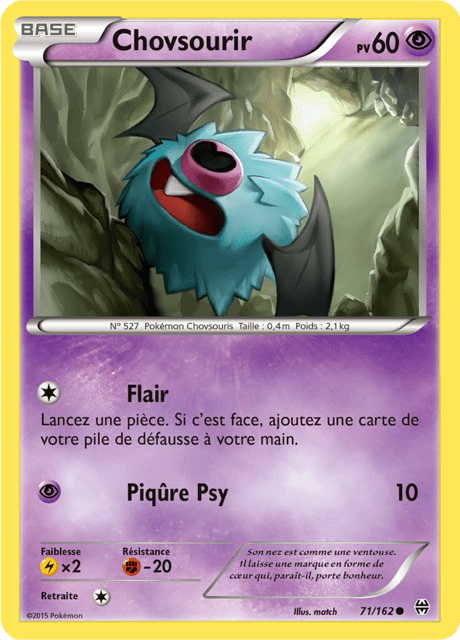 BASE
Chovsourir
PV60
N° 527 Pokémon Chovsouris Taille : 0,4m Poids : 2,1kg
Flair
Lancez une pièce. Si c'est face, ajoutez une carte de
votre pile de défausse à votre main.
Piqûre Psy 10
Faiblesse
×2
Résistance
-20
Retraite
Son nez est comme une ventouse.
Il laisse une marque en forme de
cœur qui, paraît-il, porte bonheur.
©2015 Pokémon
Illus. match
71/162